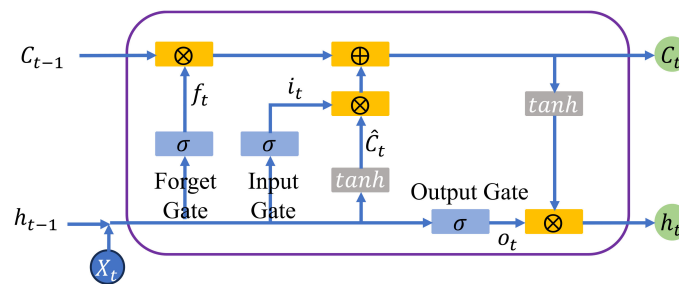 C_{t-1} ⊗ ⊕ C_t
f_t i_t ⊗ tanh
σ σ Ĉ_t
Forget Gate
Input Gate
tanh
Output Gate
h_{t-1} σ o_t ⊗ h_t
X_t